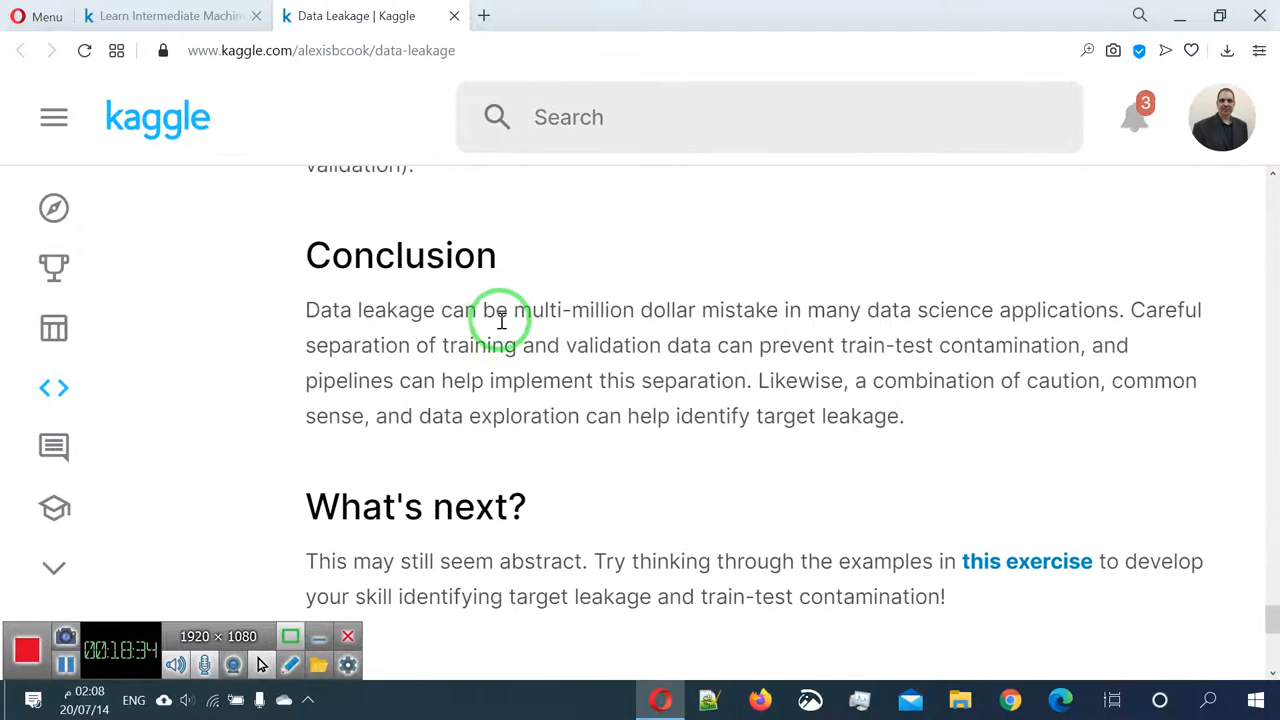 Menu
Learn Intermediate Machin
Data Leakage | Kaggle
www.kaggle.com/alexisbcook/data-leakage
kaggle
Search
3
validation).
Conclusion
Data leakage can be multi-million dollar mistake in many data science applications. Careful
separation of training and validation data can prevent train-test contamination, and
pipelines can help implement this separation. Likewise, a combination of caution, common
sense, and data exploration can help identify target leakage.
What's next?
This may still seem abstract. Try thinking through the examples in this exercise to develop
your skill identifying target leakage and train-test contamination!
00:18:34
1920 × 1080
02:08 م
20/07/14
ENG